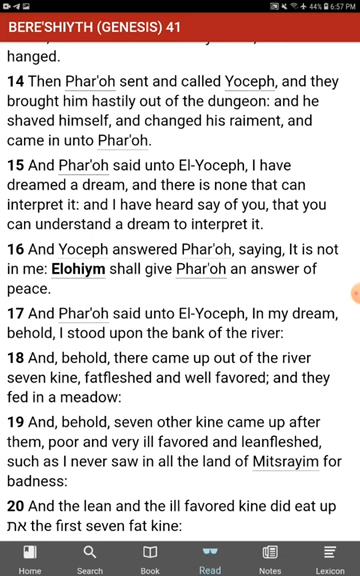 44% 6:57 PM
BERE'SHIYTH (GENESIS) 41
hanged.
14 Then Phar'oh sent and called Yoceph, and they
brought him hastily out of the dungeon: and he
shaved himself, and changed his raiment, and
came in unto Phar'oh.
15 And Phar'oh said unto El-Yoceph, I have
dreamed a dream, and there is none that can
interpret it: and I have heard say of you, that you
can understand a dream to interpret it.
16 And Yoceph answered Phar'oh, saying, It is not
in me: Elohiym shall give Phar'oh an answer of
peace.
17 And Phar'oh said unto El-Yoceph, In my dream,
behold, I stood upon the bank of the river:
18 And, behold, there came up out of the river
seven kine, fatfleshed and well favored; and they
fed in a meadow:
19 And, behold, seven other kine came up after
them, poor and very ill favored and leanfleshed,
such as I never saw in all the land of Mitsrayim for
badness:
20 And the lean and the ill favored kine did eat up
את the first seven fat kine:
Home Search Book Read Notes Lexicon